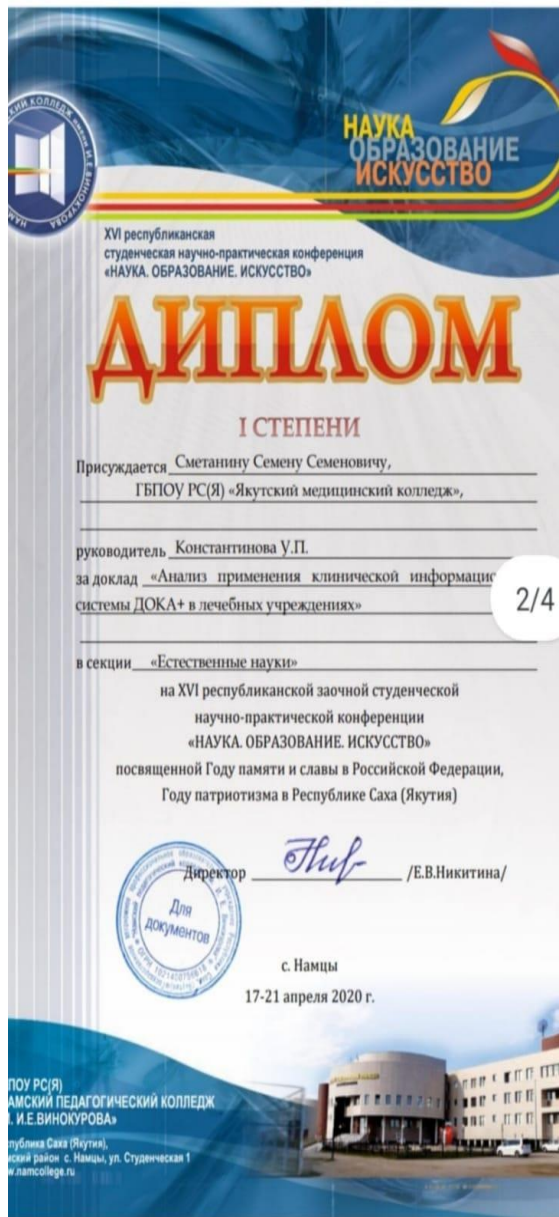 НАУКА
ОБРАЗОВАНИЕ
ИСКУССТВО
XVI республиканская
студенческая научно-практическая конференция
«НАУКА. ОБРАЗОВАНИЕ. ИСКУССТВО»
ДИПЛОМ
I СТЕПЕНИ
Присуждается Сметанину Семену Семеновичу,
ГБПОУ РС(Я) «Якутский медицинский колледж»,
руководитель Константинова У.П.
за доклад «Анализ применения клинической информацио
системы ДОКА+ в лечебных учреждениях»
2/4
в секции «Естественные науки»
на XVI республиканской заочной студенческой
научно-практической конференции
«НАУКА. ОБРАЗОВАНИЕ. ИСКУССТВО»
посвященной Году памяти и славы в Российской Федерации,
Году патриотизма в Республике Саха (Якутия)
Директор /Е.В.Никитина/
Для
документов
с. Намцы
17-21 апреля 2020 г.
ПОУ РС(Я)
АМСКИЙ ПЕДАГОГИЧЕСКИЙ КОЛЛЕДЖ
И.Е.ВИНОКУРОВА»
публика Саха (Якутия),
мский район с. Намцы, ул. Студенческая 1
w.namcollege.ru